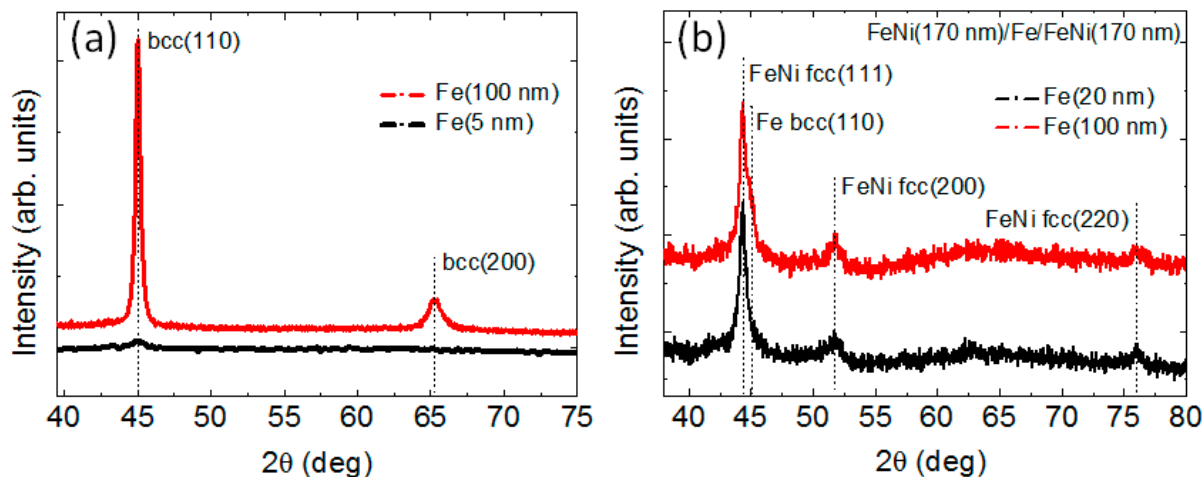 (a)
bcc(110)
Fe(100 nm)
Fe(5 nm)
bcc(200)
Intensity (arb. units)
40 45 50 55 60 65 70 75
2θ (deg)
(b)
FeNi(170 nm)/Fe/FeNi(170 nm)
FeNi fcc(111)
Fe bcc(110)
Fe(20 nm)
Fe(100 nm)
FeNi fcc(200)
FeNi fcc(220)
Intensity (arb. units)
40 45 50 55 60 65 70 75 80
2θ (deg)